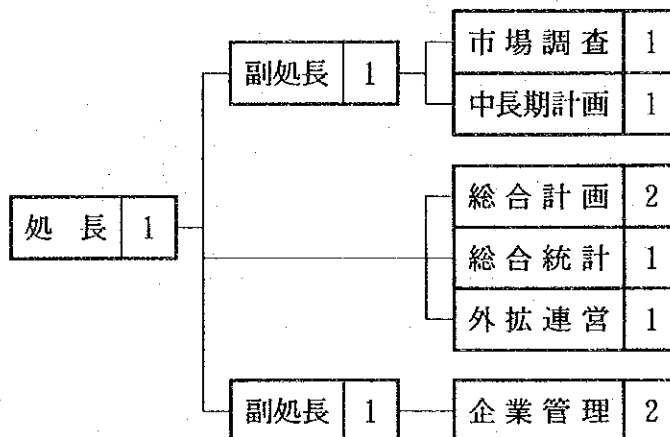 処長 1
副処長 1
市場調査 1
中長期計画 1
総合計画 2
総合統計 1
外拡連営 1
副処長 1
企業管理 2